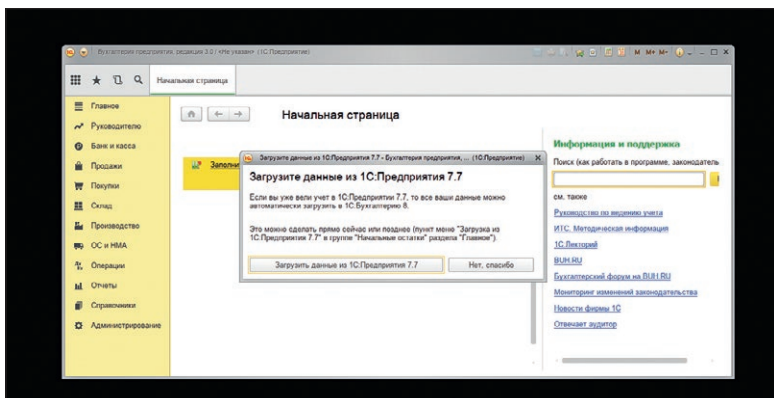 Бухгалтерия предприятия, редакция 3.0 / <Не указан> (1С:Предприятие)
M M+ M-
Начальная страница
Главное
Руководителю
Банк и касса
Продажи
Покупки
Склад
Производство
ОС и НМА
Операции
Отчеты
Справочники
Администрирование
Начальная страница
Заполни
Загрузите данные из 1С:Предприятия 7.7 - Бухгалтерия предприятия, ... (1С:Предприятие)
Загрузите данные из 1С:Предприятия 7.7
Если вы уже вели учет в 1С:Предприятии 7.7, то все ваши данные можно
автоматически загрузить в 1С:Бухгалтерию 8.
Это можно сделать прямо сейчас или позднее (пункт меню "Загрузка из
1С:Предприятия 7.7" в группе "Начальные остатки" раздела "Главное").
Загрузить данные из 1С:Предприятия 7.7
Нет, спасибо
Информация и поддержка
Поиск (как работать в программе, законодатель
см. также
Руководство по ведению учета
ИТС. Методическая информация
1С:Лекторий
BUH.RU
Бухгалтерский форум на BUH.RU
Мониторинг изменений законодательства
Новости фирмы 1С
Отвечает аудитор